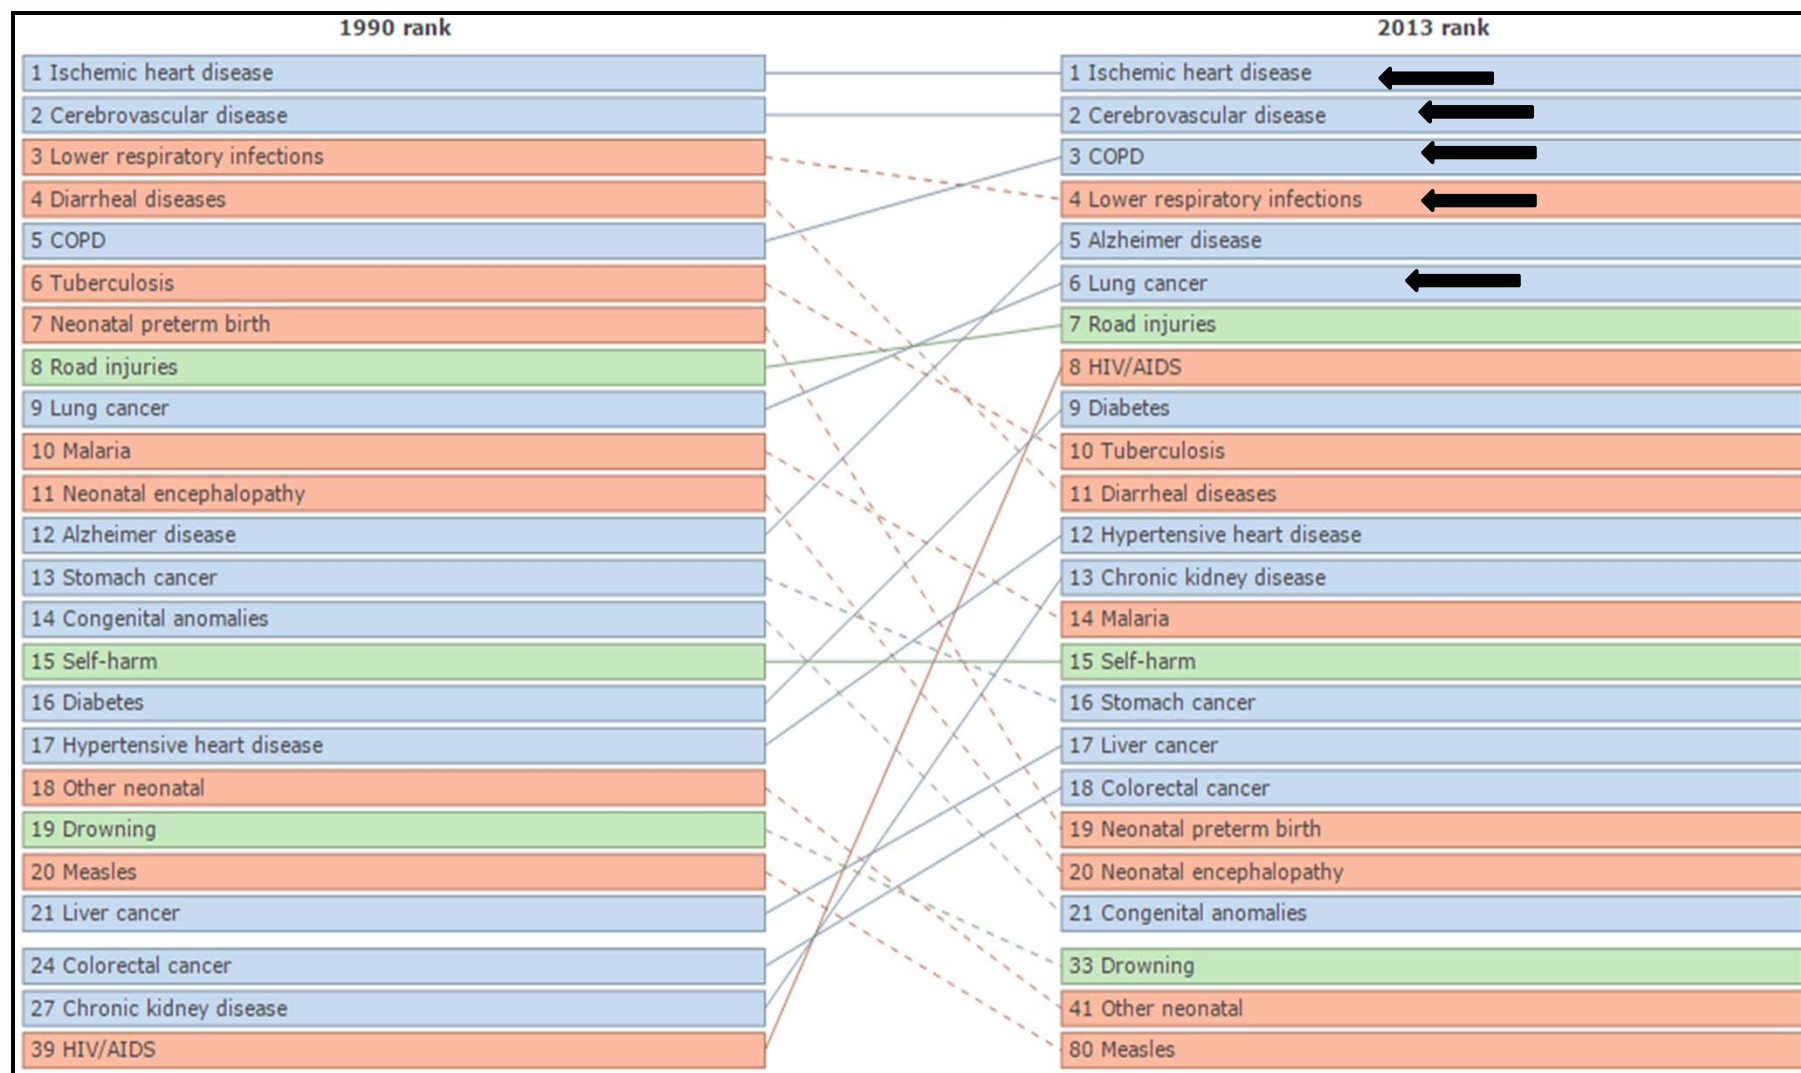 1990 rank
1 Ischemic heart disease
2 Cerebrovascular disease
3 Lower respiratory infections
4 Diarrheal diseases
5 COPD
6 Tuberculosis
7 Neonatal preterm birth
8 Road injuries
9 Lung cancer
10 Malaria
11 Neonatal encephalopathy
12 Alzheimer disease
13 Stomach cancer
14 Congenital anomalies
15 Self-harm
16 Diabetes
17 Hypertensive heart disease
18 Other neonatal
19 Drowning
20 Measles
21 Liver cancer
24 Colorectal cancer
27 Chronic kidney disease
39 HIV/AIDS
2013 rank
1 Ischemic heart disease
2 Cerebrovascular disease
3 COPD
4 Lower respiratory infections
5 Alzheimer disease
6 Lung cancer
7 Road injuries
8 HIV/AIDS
9 Diabetes
10 Tuberculosis
11 Diarrheal diseases
12 Hypertensive heart disease
13 Chronic kidney disease
14 Malaria
15 Self-harm
16 Stomach cancer
17 Liver cancer
18 Colorectal cancer
19 Neonatal preterm birth
20 Neonatal encephalopathy
21 Congenital anomalies
33 Drowning
41 Other neonatal
80 Measles